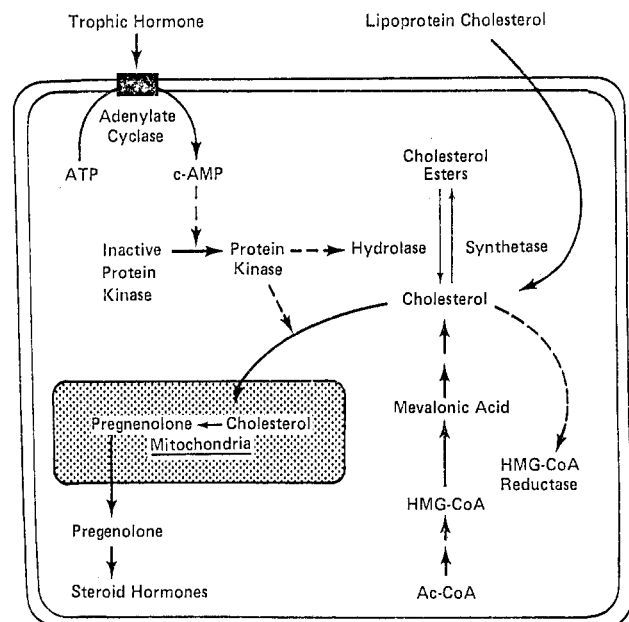 Trophic Hormone
Lipoprotein Cholesterol
Adenylate
Cyclase
ATP
c-AMP
Cholesterol
Esters
Inactive
Protein
Kinase
Protein
Kinase
Hydrolase
Synthetase
Cholesterol
Pregnenolone
Cholesterol
Mitochondria
Mevalonic Acid
HMG-CoA
Reductase
HMG-CoA
Pregenolone
Steroid Hormones
Ac-CoA